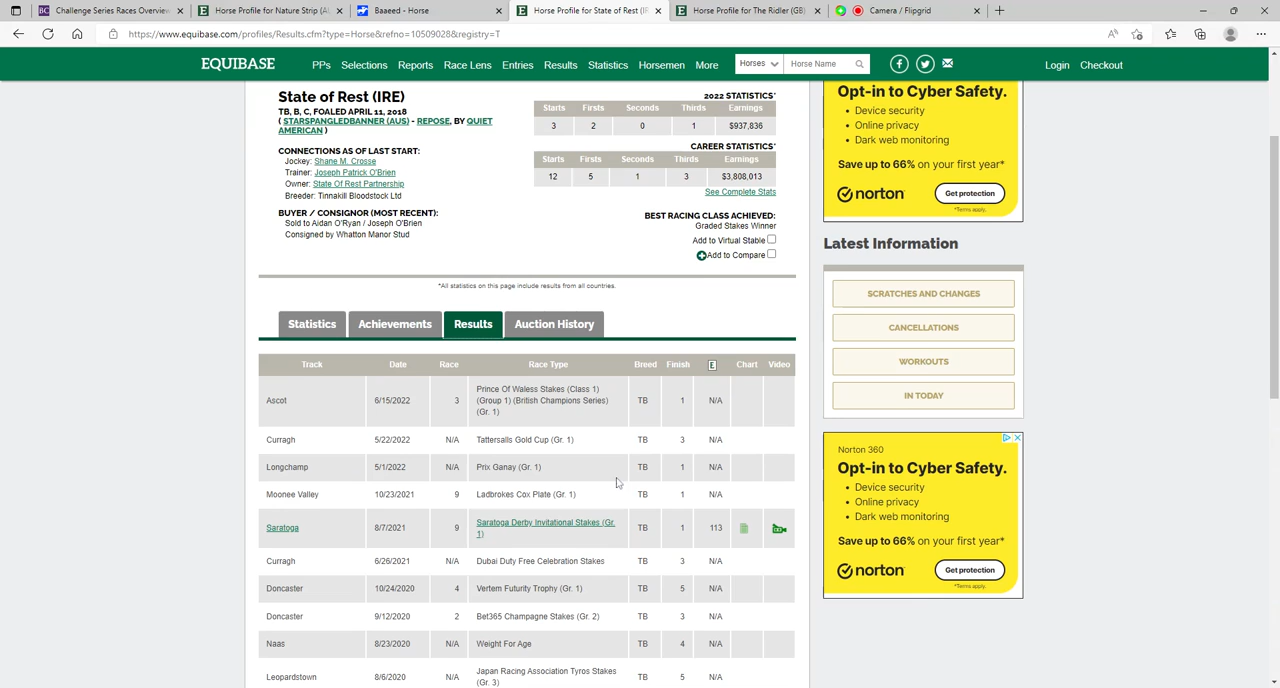 Challenge Series Races Overview
Horse Profile for Nature Strip (Al
Baaeed - Horse
Horse Profile for State of Rest (IR
Horse Profile for The Ridler (GB)
Camera / Flipgrid
https://www.equibase.com/profiles/Results.cfm?type=Horse&refno=10509028&registry=T
EQUIBASE
PPs Selections Reports Race Lens Entries Results Statistics Horsemen More
Horses Horse Name
Login Checkout
State of Rest (IRE)
TB, B, C, FOALED APRIL 11, 2018
( STARSPANGLEDBANNER (AUS) - REPOSE, BY QUIET
AMERICAN )
CONNECTIONS AS OF LAST START:
Jockey: Shane M. Crosse
Trainer: Joseph Patrick O'Brien
Owner: State Of Rest Partnership
Breeder: Tinnakill Bloodstock Ltd
BUYER / CONSIGNOR (MOST RECENT):
Sold to Aidan O'Ryan / Joseph O'Brien
Consigned by Whatton Manor Stud
2022 STATISTICS*
Starts Firsts Seconds Thirds Earnings
3 2 0 1 $937,836
CAREER STATISTICS*
Starts Firsts Seconds Thirds Earnings
12 5 1 3 $3,808,013
See Complete Stats
BEST RACING CLASS ACHIEVED:
Graded Stakes Winner
Add to Virtual Stable
Add to Compare
*All statistics on this page include results from all countries.
Statistics Achievements Results Auction History
Track Date Race Race Type Breed Finish E Chart Video
Ascot 6/15/2022 3 Prince Of Waless Stakes (Class 1)
(Group 1) (British Champions Series)
(Gr. 1) TB 1 N/A
Curragh 5/22/2022 N/A Tattersalls Gold Cup (Gr. 1) TB 3 N/A
Longchamp 5/1/2022 N/A Prix Ganay (Gr. 1) TB 1 N/A
Moonee Valley 10/23/2021 9 Ladbrokes Cox Plate (Gr. 1) TB 1 N/A
Saratoga 8/7/2021 9 Saratoga Derby Invitational Stakes (Gr.
1) TB 1 113
Curragh 6/26/2021 N/A Dubai Duty Free Celebration Stakes TB 3 N/A
Doncaster 10/24/2020 4 Vertem Futurity Trophy (Gr. 1) TB 5 N/A
Doncaster 9/12/2020 2 Bet365 Champagne Stakes (Gr. 2) TB 3 N/A
Naas 8/23/2020 N/A Weight For Age TB 4 N/A
Leopardstown 8/6/2020 N/A Japan Racing Association Tyros Stakes
(Gr. 3) TB 5 N/A
Opt-in to Cyber Safety.
• Device security
• Online privacy
• Dark web monitoring
Save up to 66% on your first year*
norton Get protection
*Terms apply.
Latest Information
SCRATCHES AND CHANGES
CANCELLATIONS
WORKOUTS
IN TODAY
Norton 360
Opt-in to Cyber Safety.
• Device security
• Online privacy
• Dark web monitoring
Save up to 66% on your first year*
norton Get protection
*Terms apply.